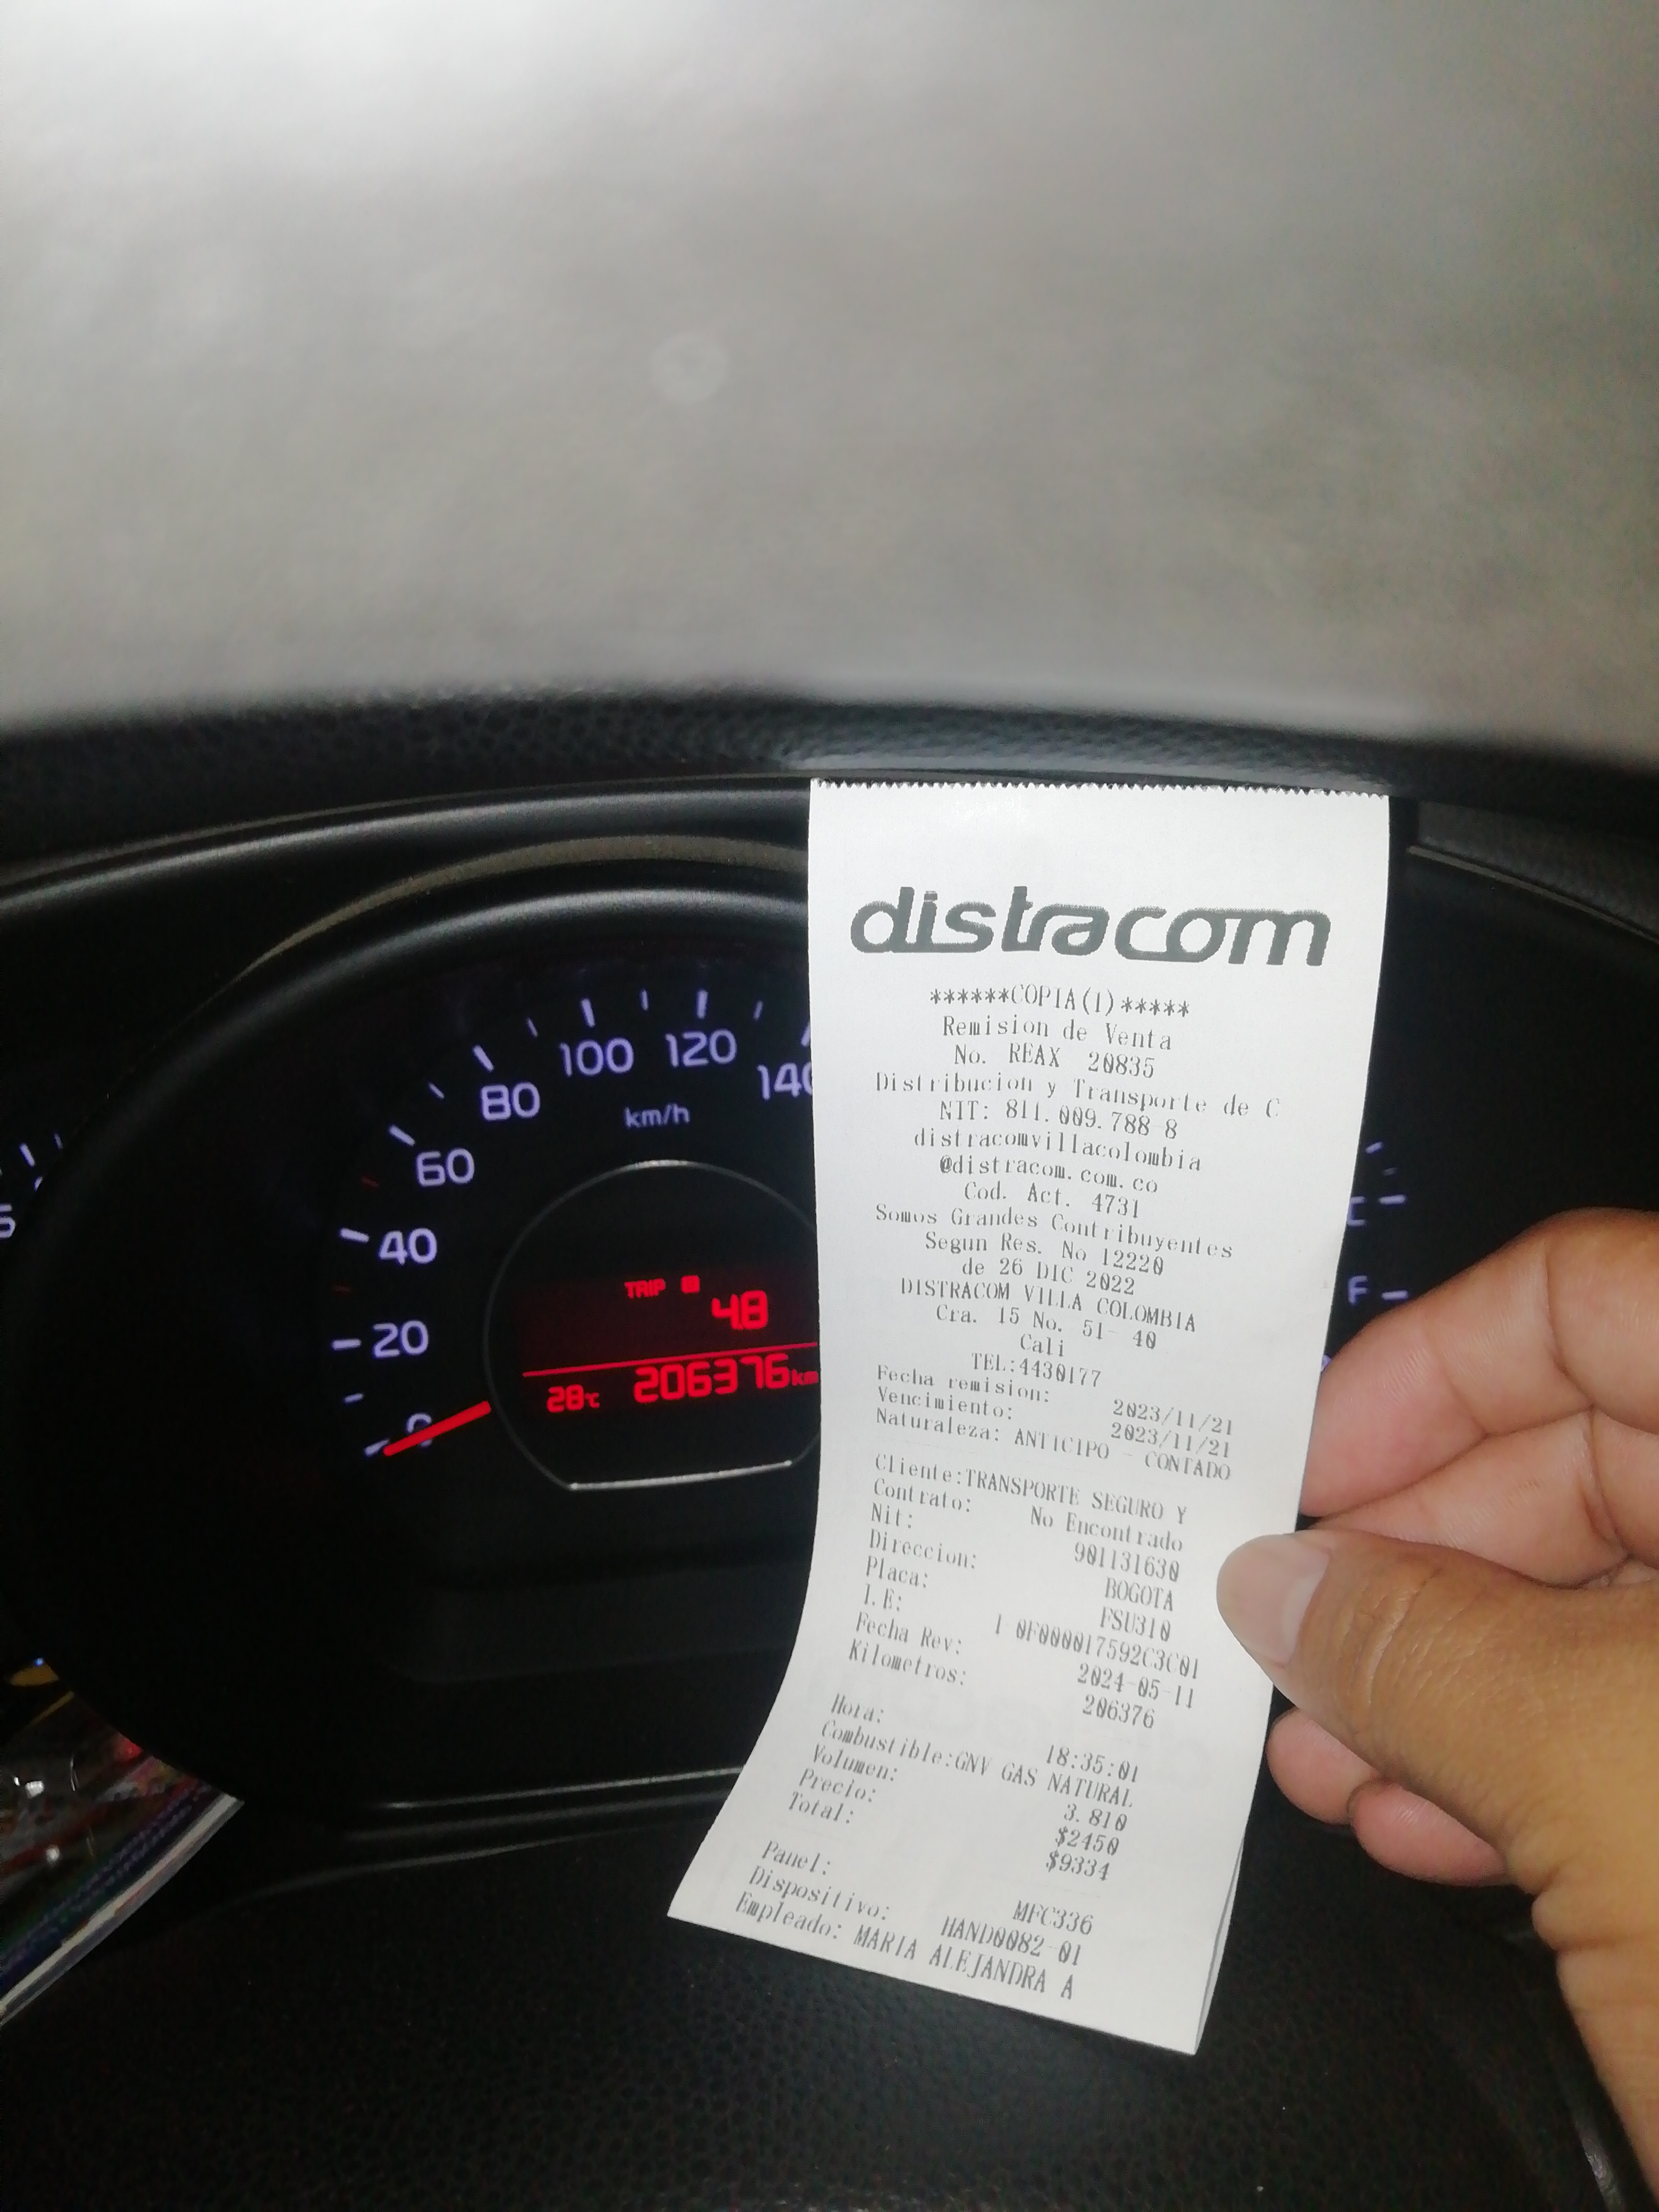 distracom
******COPIA(1)*****
Remision de Venta
No. REAX 20835
Distribucion y Transporte de C
NIT: 811.009.788-8
distracomvillacolombia
@distracom.com.co
Cod. Act. 4731
Somos Grandes Contribuyentes
Segun Res. No 12220
de 26 DIC 2022
DISTRACOM VILLA COLOMBIA
Cra. 15 No. 51- 40
Cali
TEL:4430177
Fecha remision: 2023/11/21
Vencimiento: 2023/11/21
Naturaleza: ANTICIPO - CONTADO
Cliente:TRANSPORTE SEGURO Y
Contrato: No Encontrado
Nit: 901131630
Direccion: BOGOTA
Placa: FSU310
I.E: 1 0F000017592C3C01
Fecha Rev: 2024-05-11
Kilometros: 206376
Hora: 18:35:01
Combustible:GNV GAS NATURAL
Volumen: 3.810
Precio: $2450
Total: $9334
Panel: MFC336
Dispositivo: HAND0082-01
Empleado: MARIA ALEJANDRA A
0
20
40
60
80
100
120
140
km/h
TRIP
4.8
28°C 206376km
F